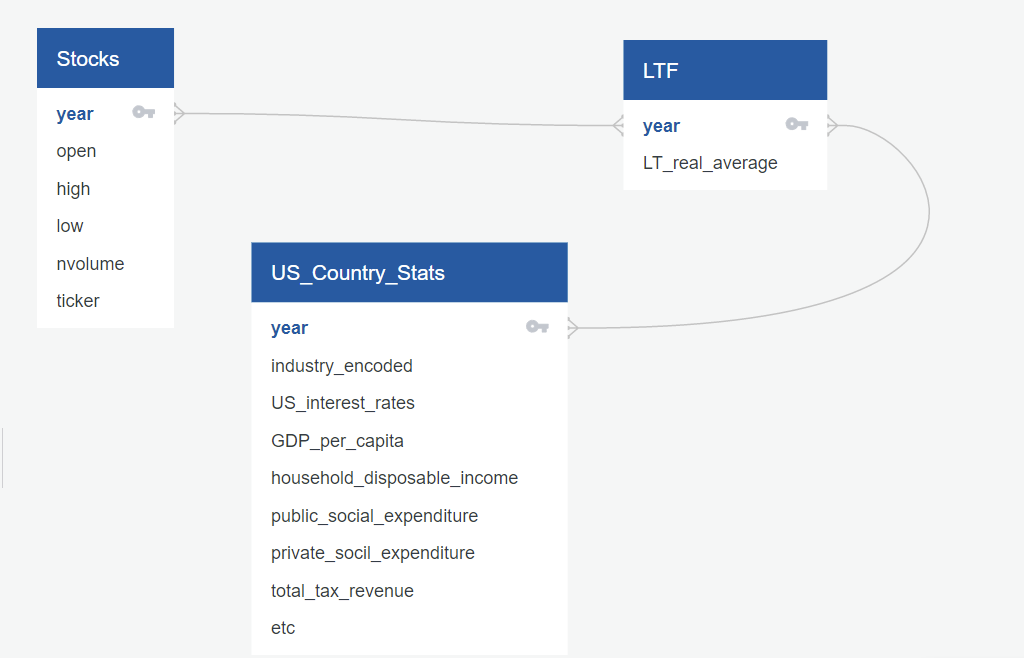 Stocks
year
open
high
low
nvolume
ticker
LTF
year
LT_real_average
US_Country_Stats
year
industry_encoded
US_interest_rates
GDP_per_capita
household_disposable_income
public_social_expenditure
private_socil_expenditure
total_tax_revenue
etc